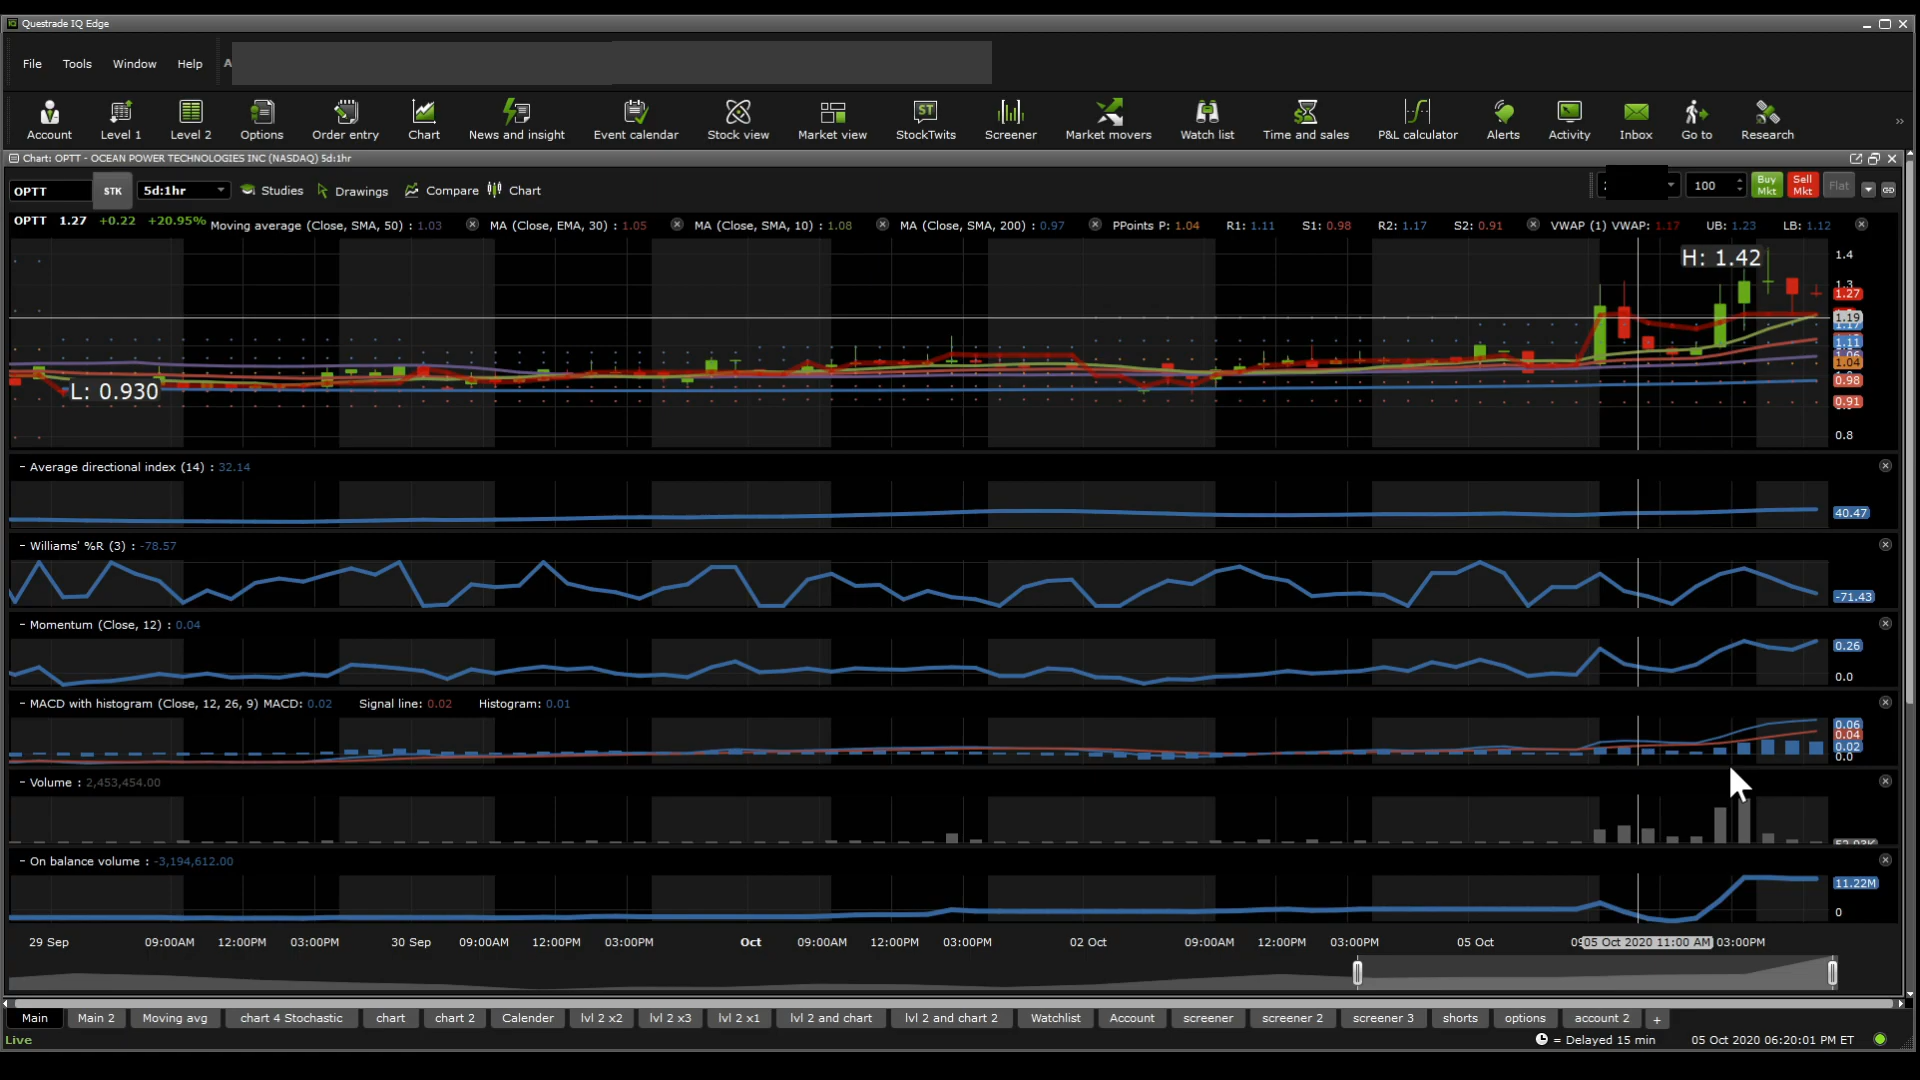 Questrade IQ Edge
File Tools Window Help A
Account Level 1 Level 2 Options Order entry Chart News and insight Event calendar Stock view Market view StockTwits Screener Market movers Watch list Time and sales P&L calculator Alerts Activity Inbox Go to Research
Chart: OPTT - OCEAN POWER TECHNOLOGIES INC (NASDAQ) 5d:1hr
OPTT STK 5d:1hr Studies Drawings Compare Chart 100 Buy Mkt Sell Mkt Flat
OPTT 1.27 +0.22 +20.95% Moving average (Close, SMA, 50) : 1.03 MA (Close, EMA, 30) : 1.05 MA (Close, SMA, 10) : 1.08 MA (Close, SMA, 200) : 0.97 PPoints P: 1.04 R1: 1.11 S1: 0.98 R2: 1.17 S2: 0.91 VWAP (1) VWAP: 1.17 UB: 1.23 LB: 1.12
H: 1.42
1.4
1.3
1.27
1.19
1.17
1.11
1.06
1.04
0.98
L: 0.930
0.91
0.8
- Average directional index (14) : 32.14
40.47
- Williams' %R (3) : -78.57
-71.43
- Momentum (Close, 12) : 0.04
0.26
0.0
- MACD with histogram (Close, 12, 26, 9) MACD: 0.02 Signal line: 0.02 Histogram: 0.01
0.06
0.04
0.02
0.0
- Volume : 2,453,454.00
- On balance volume : -3,194,612.00
11.22M
0
29 Sep 09:00AM 12:00PM 03:00PM 30 Sep 09:00AM 12:00PM 03:00PM Oct 09:00AM 12:00PM 03:00PM 02 Oct 09:00AM 12:00PM 03:00PM 05 Oct 05 Oct 2020 11:00 AM 03:00PM
Main Main 2 Moving avg chart 4 Stochastic chart chart 2 Calender lvl 2 x2 lvl 2 x3 lvl 2 x1 lvl 2 and chart lvl 2 and chart 2 Watchlist Account screener screener 2 screener 3 shorts options account 2 +
Live = Delayed 15 min 05 Oct 2020 06:20:01 PM ET